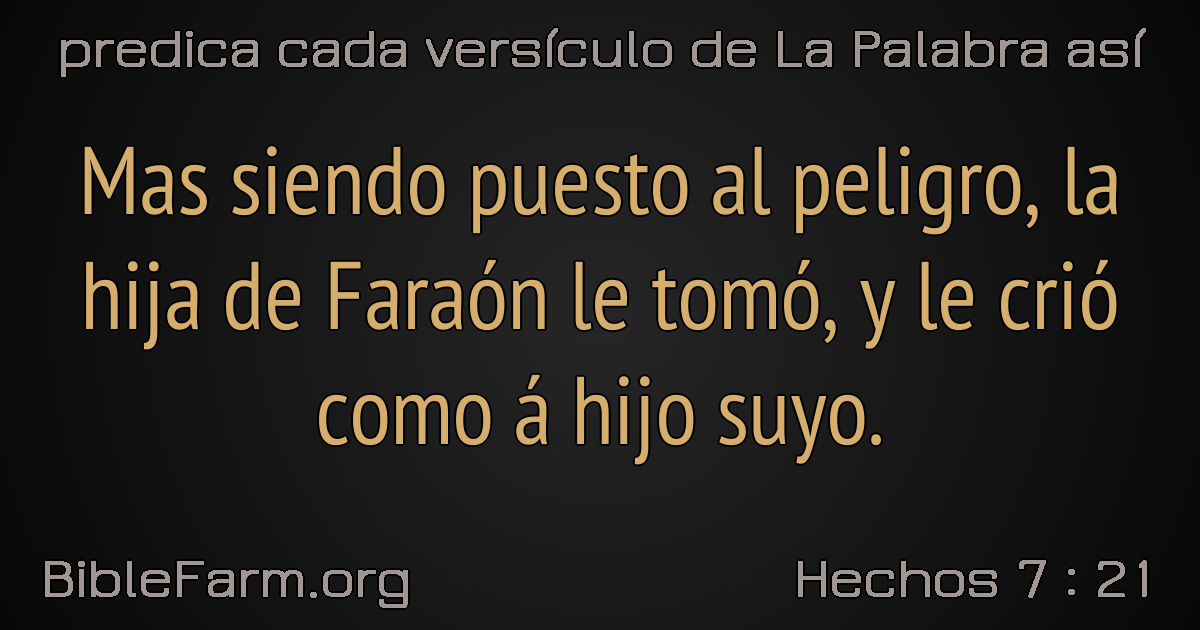 predica cada versículo de La Palabra así
Mas siendo puesto al peligro, la
hija de Faraón le tomó, y le crió
como á hijo suyo.
BibleFarm.org
Hechos 7 : 21